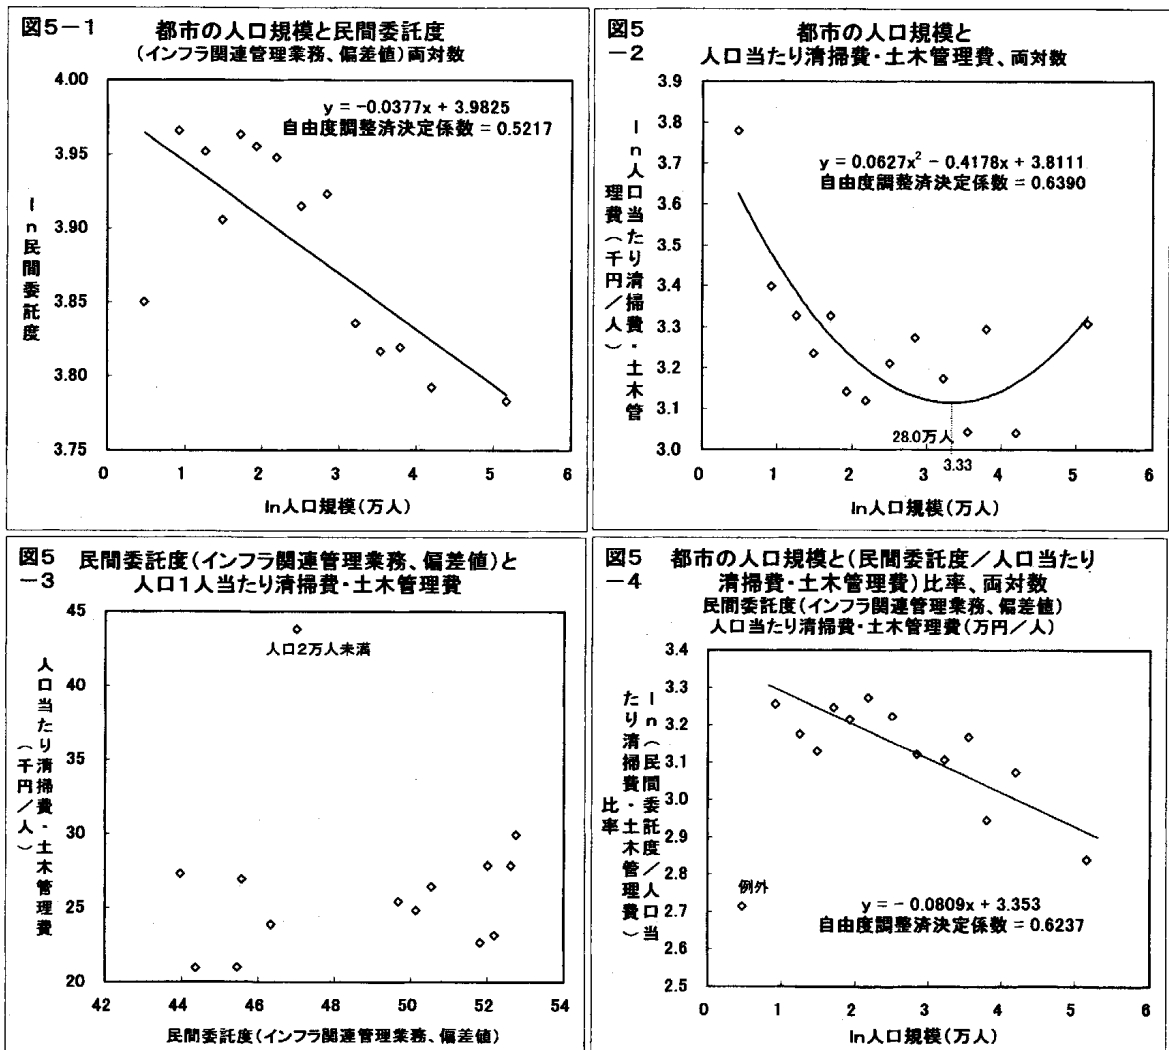 図5－1
都市の人口規模と民間委託度
(インフラ関連管理業務、偏差値)両対数
4.00
3.95
3.90
3.85
3.80
3.75
ln民間委託度
y = −0.0377x + 3.9825
自由度調整済決定係数 = 0.5217
0 1 2 3 4 5 6
ln人口規模(万人)
図5－2
都市の人口規模と
人口当たり清掃費・土木管理費、両対数
3.9
3.8
3.7
3.6
3.5
3.4
3.3
3.2
3.1
3.0
ln人口当たり清掃費・土木管
理費(千円／人)
y = 0.0627x² − 0.4178x + 3.8111
自由度調整済決定係数 = 0.6390
28.0万人
3.33
0 1 2 3 4 5 6
ln人口規模(万人)
図5－3
民間委託度(インフラ関連管理業務、偏差値)と
人口1人当たり清掃費・土木管理費
45
40
35
30
25
20
人口当たり清掃費・土木管理費
(千円／人)
人口2万人未満
42 44 46 48 50 52 54
民間委託度(インフラ関連管理業務、偏差値)
図5－4
都市の人口規模と(民間委託度／人口当たり
清掃費・土木管理費)比率、両対数
民間委託度(インフラ関連管理業務、偏差値)
人口当たり清掃費・土木管理費(万円／人)
3.4
3.3
3.2
3.1
3.0
2.9
2.8
2.7
2.6
2.5
ln(民間委託度／人口当
たり清掃費・土木管理費)
比率
例外
y = − 0.0809x + 3.353
自由度調整済決定係数 = 0.6237
0 1 2 3 4 5 6
ln人口規模(万人)